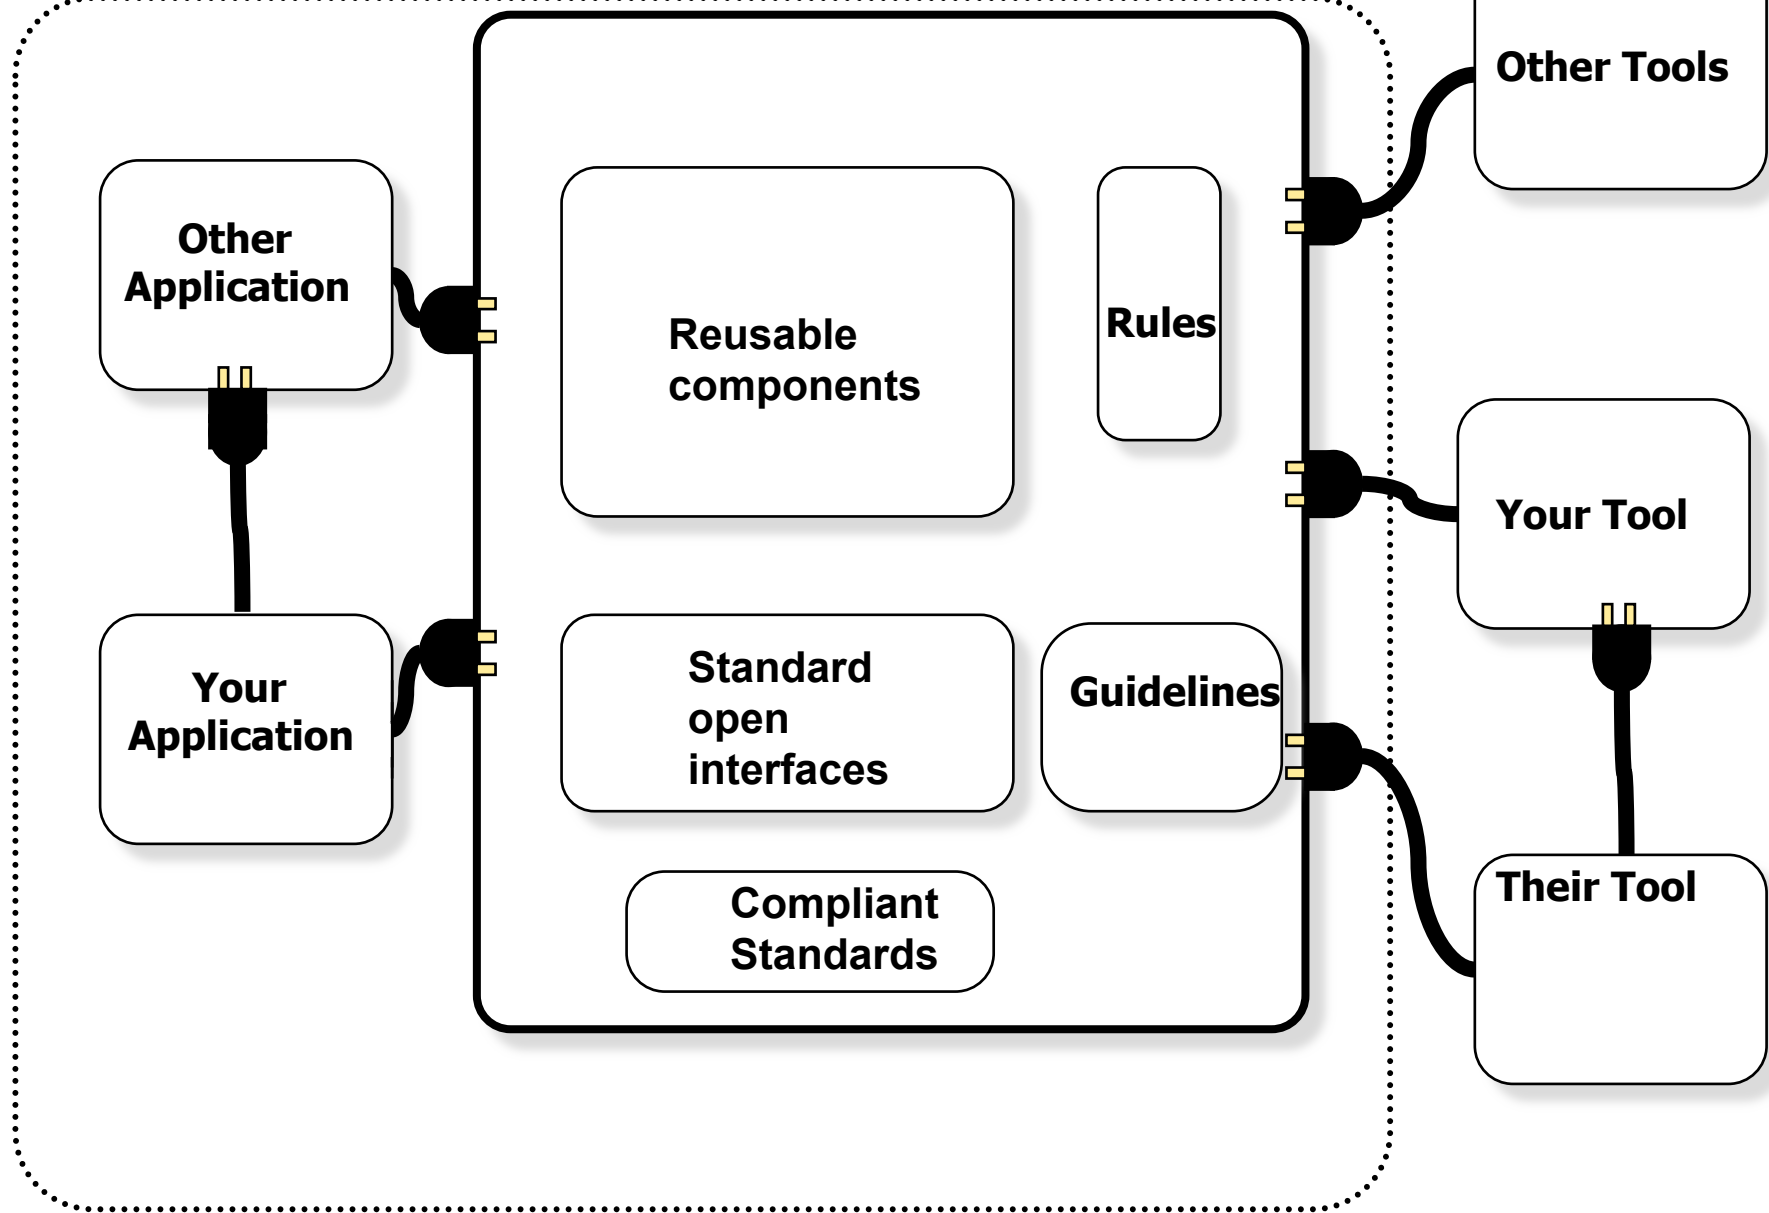 Other Tools
Other
Application
Reusable
components
Rules
Your Tool
Your
Application
Standard
open
interfaces
Guidelines
Compliant
Standards
Their Tool